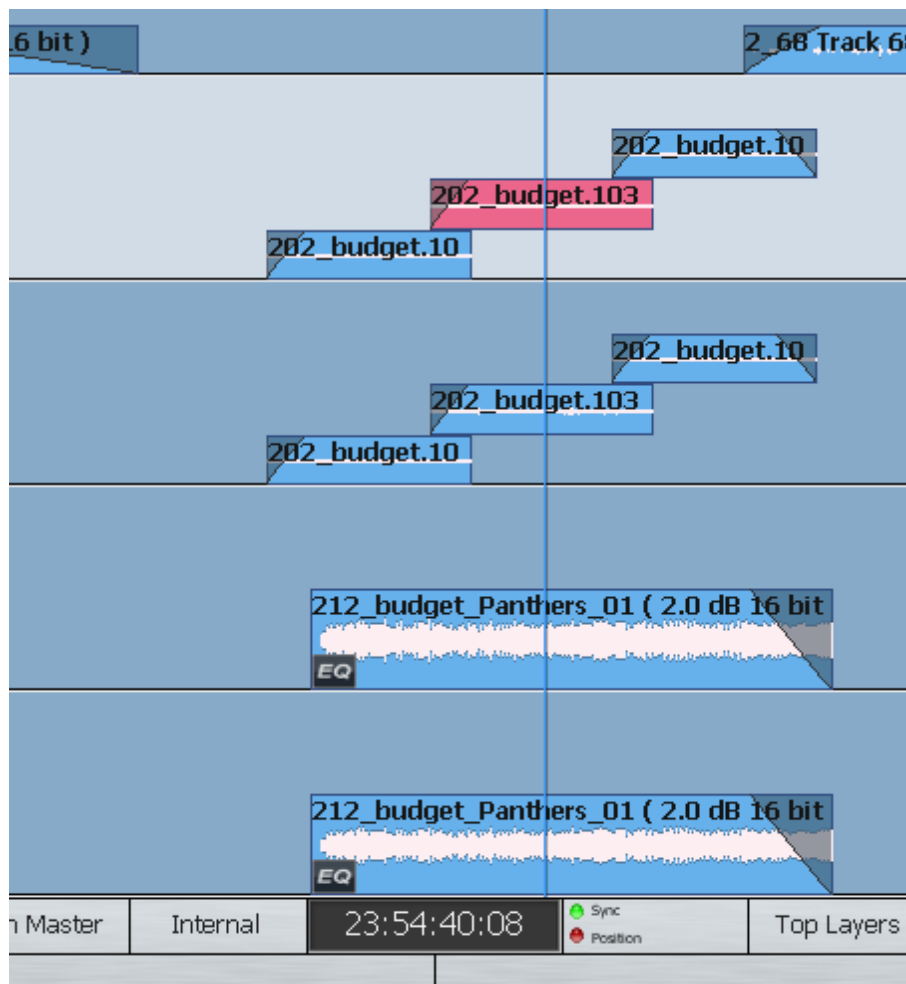 .6 bit )
2_68 Track 6
202_budget.10
202_budget.103
202_budget.10
202_budget.10
202_budget.103
202_budget.10
212_budget_Panthers_01 ( 2.0 dB 16 bit
EQ
212_budget_Panthers_01 ( 2.0 dB 16 bit
EQ
Master Internal 23:54:40:08 Sync Top Layers
Position